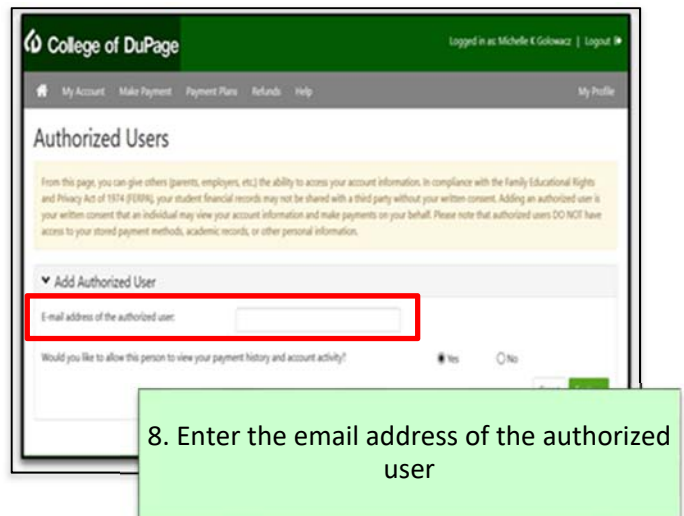 College of DuPage
Logged in as: Michelle K Golowacz | Logout
My Account Make Payment Payment Plans Refunds Help My Profile
Authorized Users
From this page, you can give others (parents, employers, etc.) the ability to access your account information. In compliance with the Family Educational Rights
and Privacy Act of 1974 (FERPA), your student financial records may not be shared with a third party without your written consent. Adding an authorized user is
your written consent that an individual may view your account information and make payments on your behalf. Please note that authorized users DO NOT have
access to your stored payment methods, academic records, or other personal information.
Add Authorized User
E-mail address of the authorized user:
Would you like to allow this person to view your payment history and account activity? Yes No
8. Enter the email address of the authorized
user